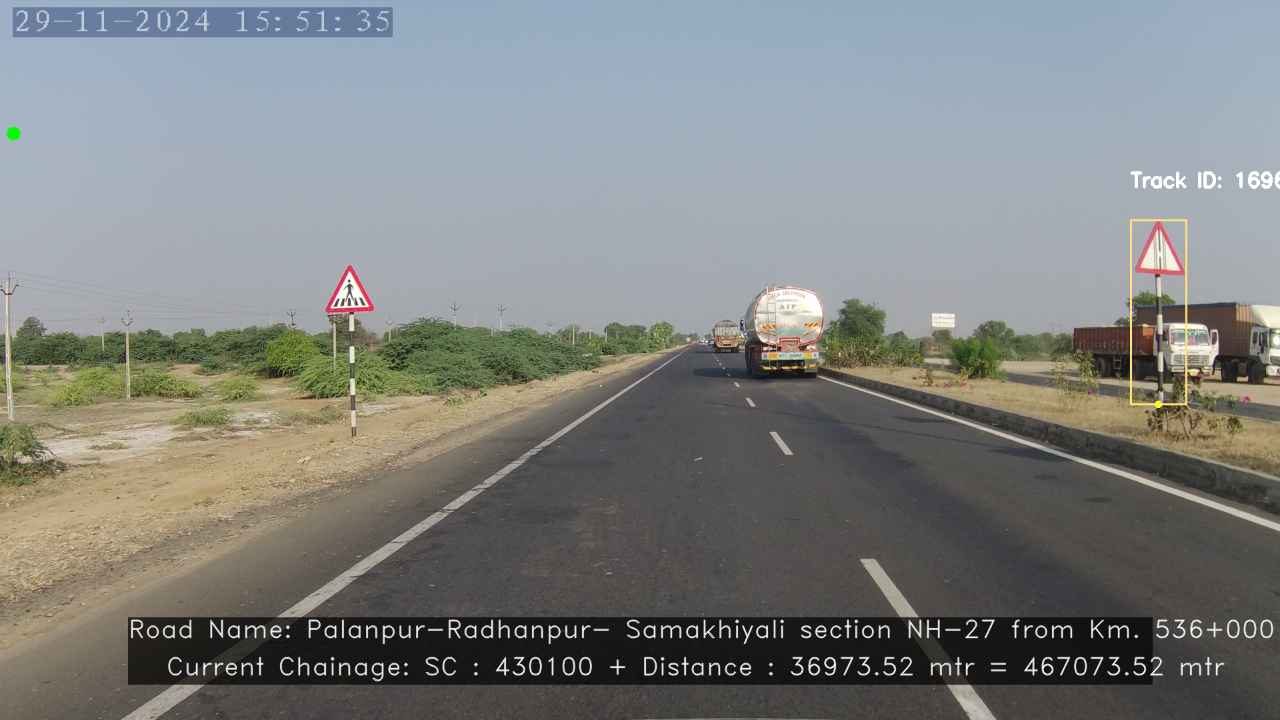 29-11-2024 15:51:35
Track ID: 1696
Road Name: Palanpur-Radhanpur- Samakhiyali section NH-27 from Km. 536+000
Current Chainage: SC : 430100 + Distance : 36973.52 mtr = 467073.52 mtr